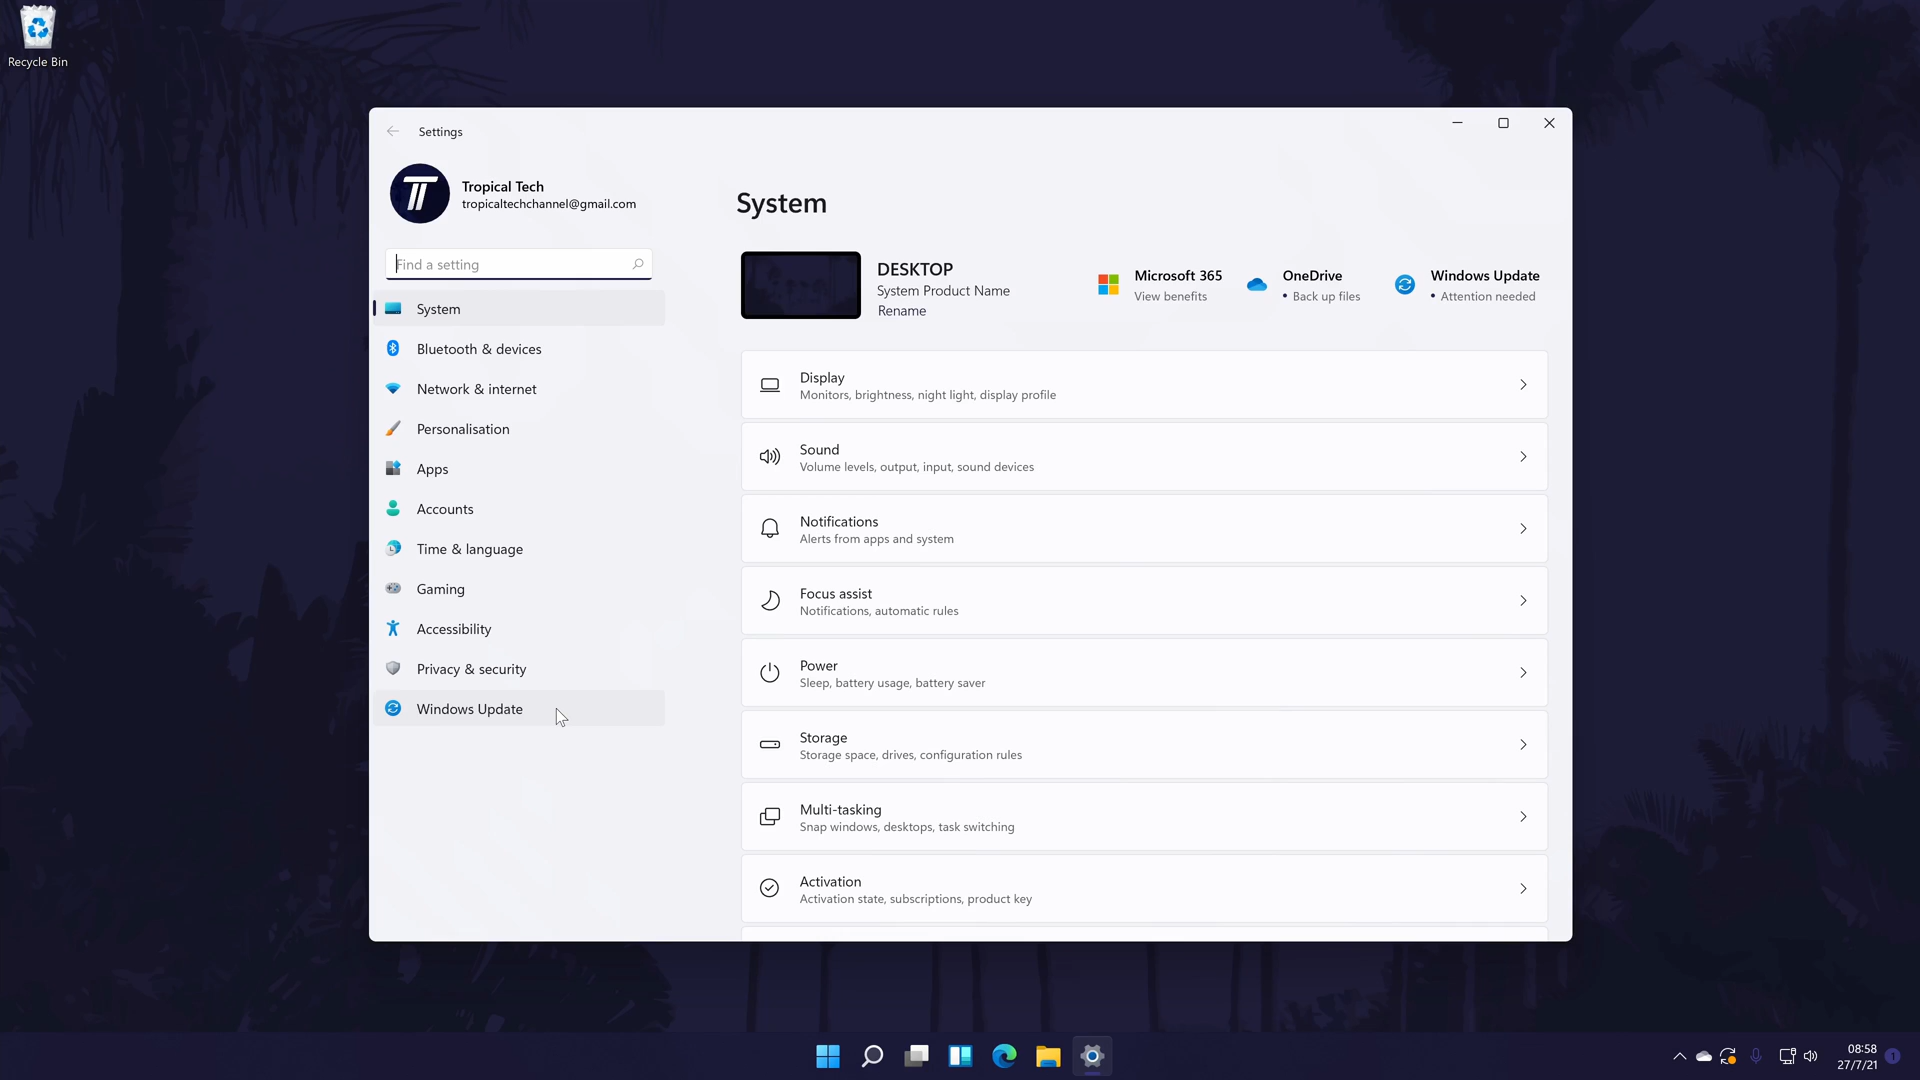 Recycle Bin
Settings
Tropical Tech
tropicaltechchannel@gmail.com
Find a setting
System
Bluetooth & devices
Network & internet
Personalisation
Apps
Accounts
Time & language
Gaming
Accessibility
Privacy & security
Windows Update
System
DESKTOP
System Product Name
Rename
Microsoft 365
View benefits
OneDrive
• Back up files
Windows Update
• Attention needed
Display
Monitors, brightness, night light, display profile
Sound
Volume levels, output, input, sound devices
Notifications
Alerts from apps and system
Focus assist
Notifications, automatic rules
Power
Sleep, battery usage, battery saver
Storage
Storage space, drives, configuration rules
Multi-tasking
Snap windows, desktops, task switching
Activation
Activation state, subscriptions, product key
08:58
27/7/21
1